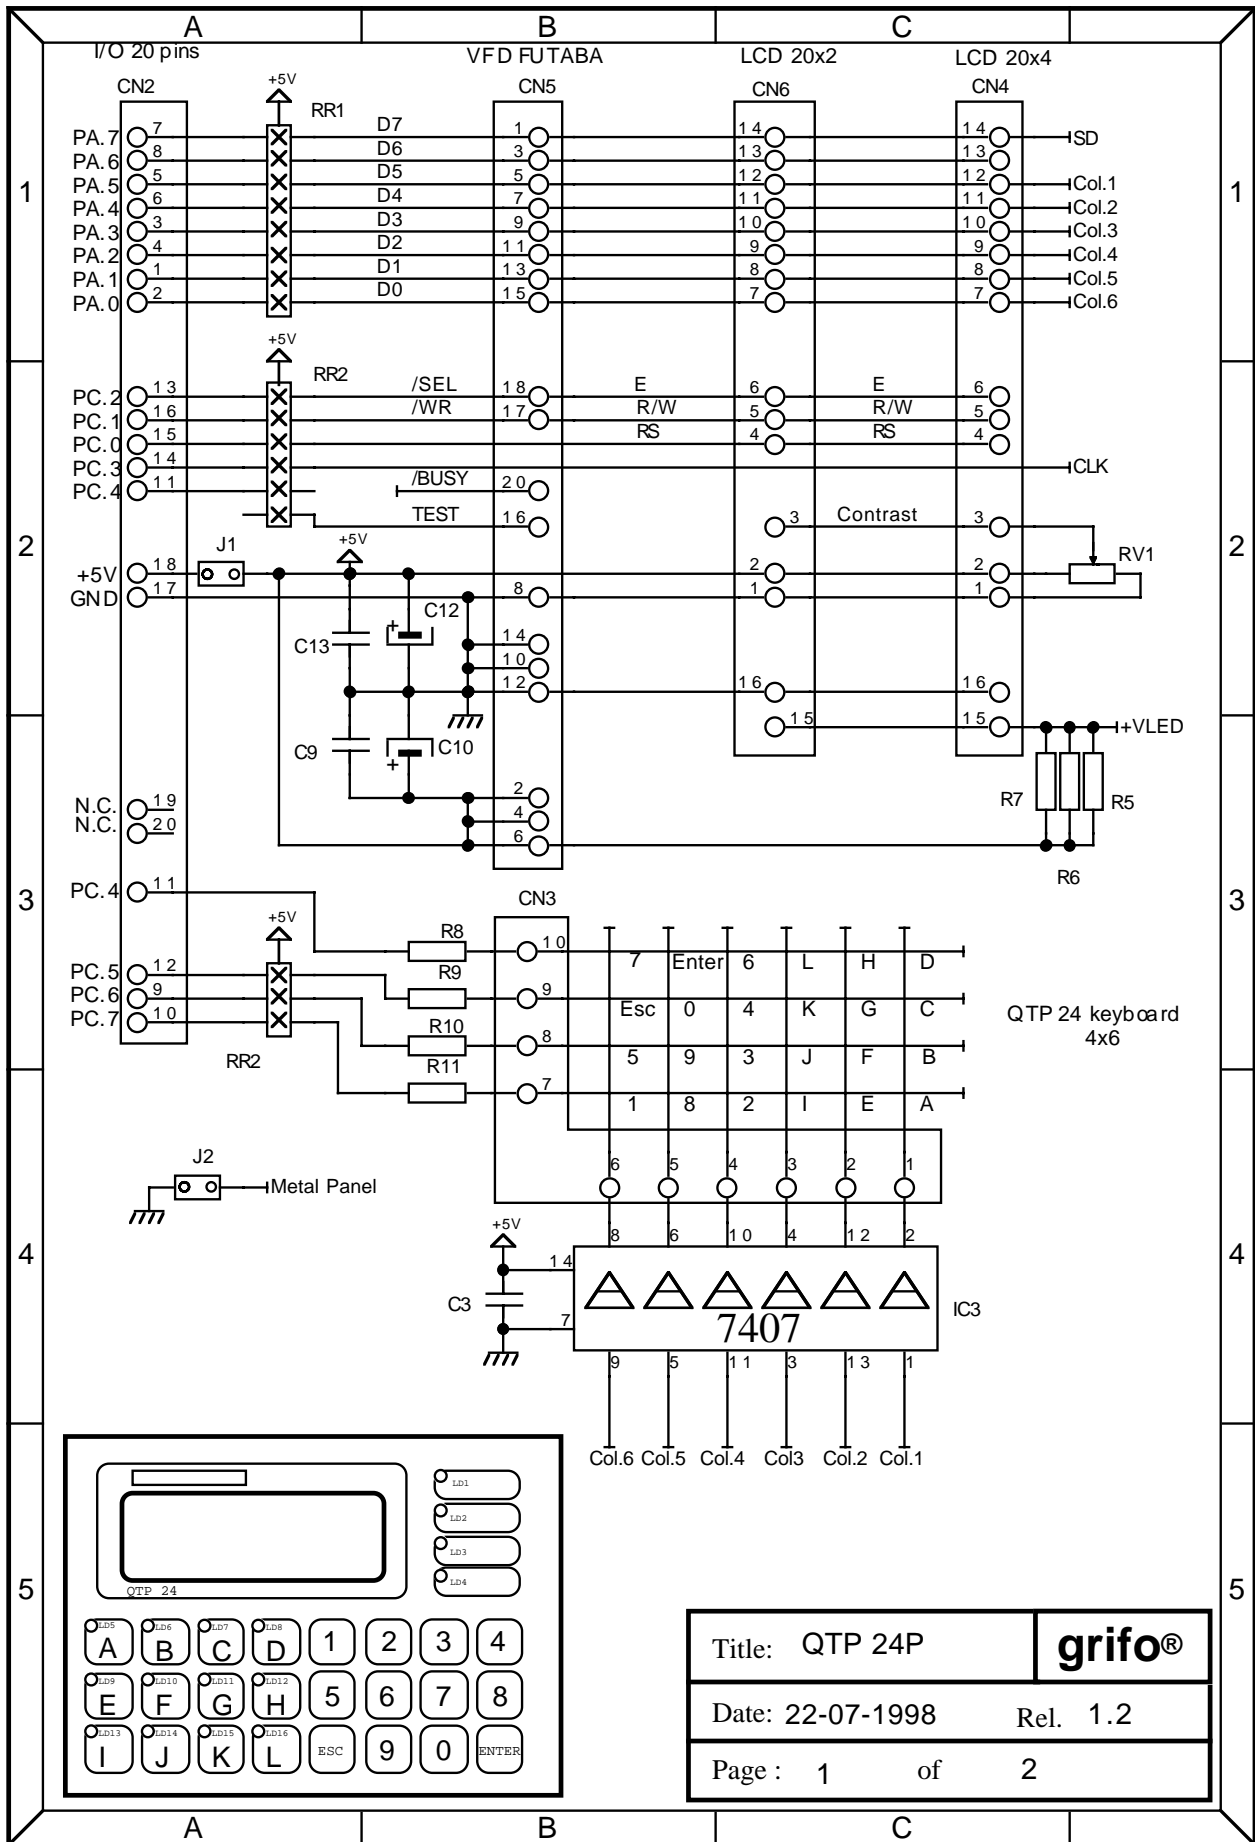 A B C
I/O 20 pins VFD FUTABA LCD 20x2 LCD 20x4
CN2 +5V RR1 CN5 CN6 CN4
PA.7 7 D7 1 14 14 SD
PA.6 8 D6 3 13 13
PA.5 5 D5 5 12 12 Col.1
1 PA.4 6 D4 7 11 11 Col.2 1
PA.3 3 D3 9 10 10 Col.3
PA.2 4 D2 11 9 9 Col.4
PA.1 1 D1 13 8 8 Col.5
PA.0 2 D0 15 7 7 Col.6
+5V
RR2
PC.2 13 /SEL 18 E 6 E 6
PC.1 16 /WR 17 R/W 5 R/W 5
PC.0 15 RS 4 RS 4
PC.3 14 CLK
PC.4 11 /BUSY 20
TEST 16 3 Contrast 3
2 J1 +5V RV1 2
+5V 18 2 2
GND 17 8 1 1
C12 +
C13 14
10
12 16 16
15 15 +VLED
C9 C10 +
N.C. 19 2 R7 R5
N.C. 20 4
6
R6
3 PC.4 11 CN3 3
+5V R8 10 7 Enter 6 L H D
PC.5 12 R9
PC.6 9 9 Esc 0 4 K G C QTP 24 keyboard
PC.7 10 R10 8 4x6
RR2 R11 5 9 3 J F B
7 1 8 2 I E A
J2 6 5 4 3 2 1
Metal Panel
+5V 8 6 10 4 12 2
4 14 4
C3 IC3
7 7407
9 5 11 3 13 1
Col.6 Col.5 Col.4 Col3 Col.2 Col.1
LD1
LD2
LD3
LD4
QTP 24
5 5
LD5 LD6 LD7 LD8
A B C D 1 2 3 4
LD9 LD10 LD11 LD12
E F G H 5 6 7 8
LD13 LD14 LD15 LD16
I J K L ESC 9 0 ENTER
Title: QTP 24P grifo®
Date: 22-07-1998 Rel. 1.2
Page : 1 of 2
A B C